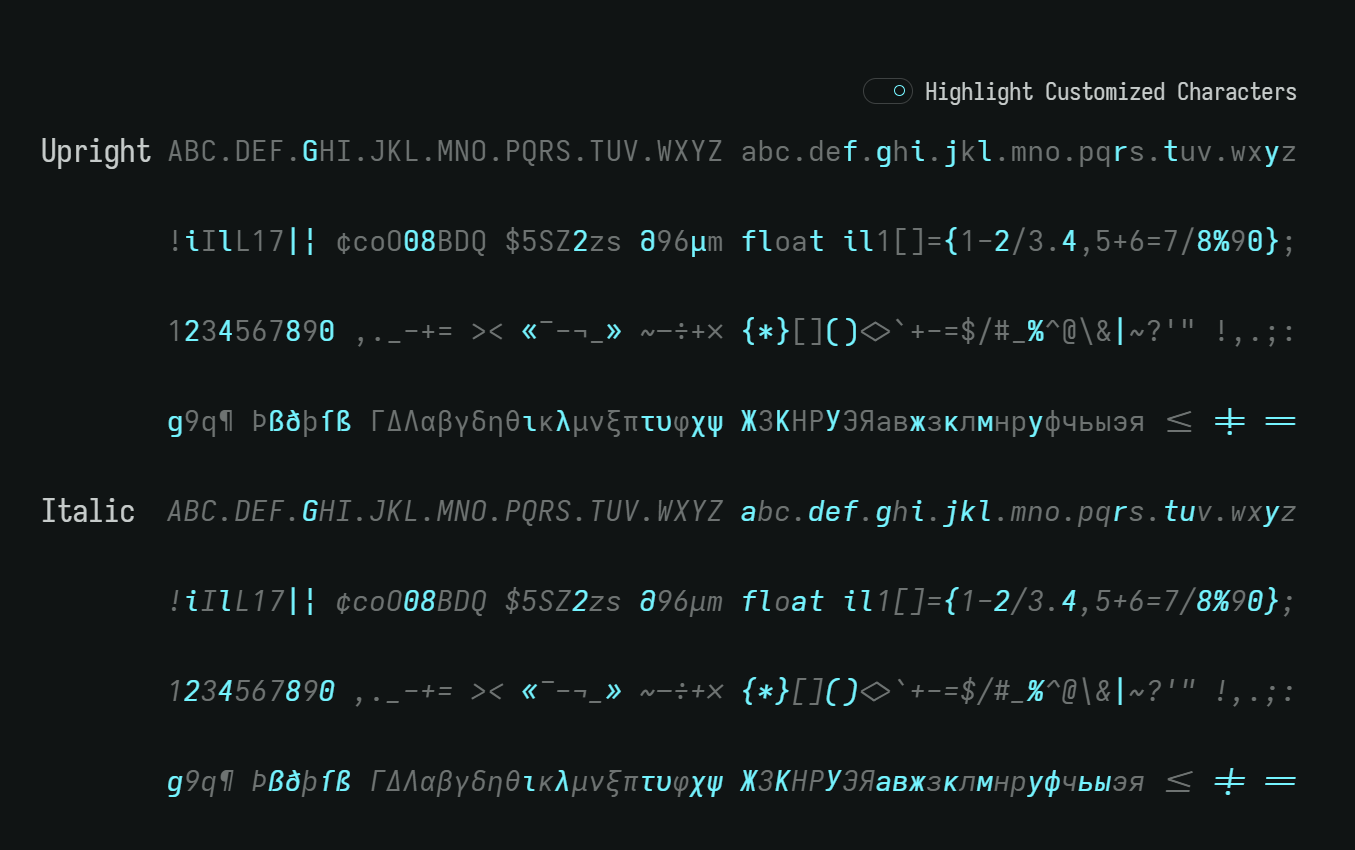 Highlight Customized Characters
Upright ABC.DEF.GHI.JKL.MNO.PQRS.TUV.WXYZ abc.def.ghi.jkl.mno.pqrs.tuv.wxyz
!iIlL17|¦ ¢coO08BDQ $5SZ2zs ∂96µm float il1[]={1-2/3.4,5+6=7/8%90};
1234567890 ,._-+= >< «¯-¬_» ~–÷+× {*}[]()<>`+-=$/#_%^@\&|~?'" !,.;:
g9q¶ Þßðþſß ΓΔΛαβγδηθικλμνξπτυφχψ ЖЗКНРУЭЯавжзклмнруфчьыэя ≤ ≠ =
Italic ABC.DEF.GHI.JKL.MNO.PQRS.TUV.WXYZ abc.def.ghi.jkl.mno.pqrs.tuv.wxyz
!iIlL17|¦ ¢coO08BDQ $5SZ2zs ∂96µm float il1[]={1-2/3.4,5+6=7/8%90};
1234567890 ,._-+= >< «¯-¬_» ~–÷+× {*}[]()<>`+-=$/#_%^@\&|~?'" !,.;:
g9q¶ Þßðþſß ΓΔΛαβγδηθικλμνξπτυφχψ ЖЗКНРУЭЯавжзклмнруфчьыэя ≤ ≠ =